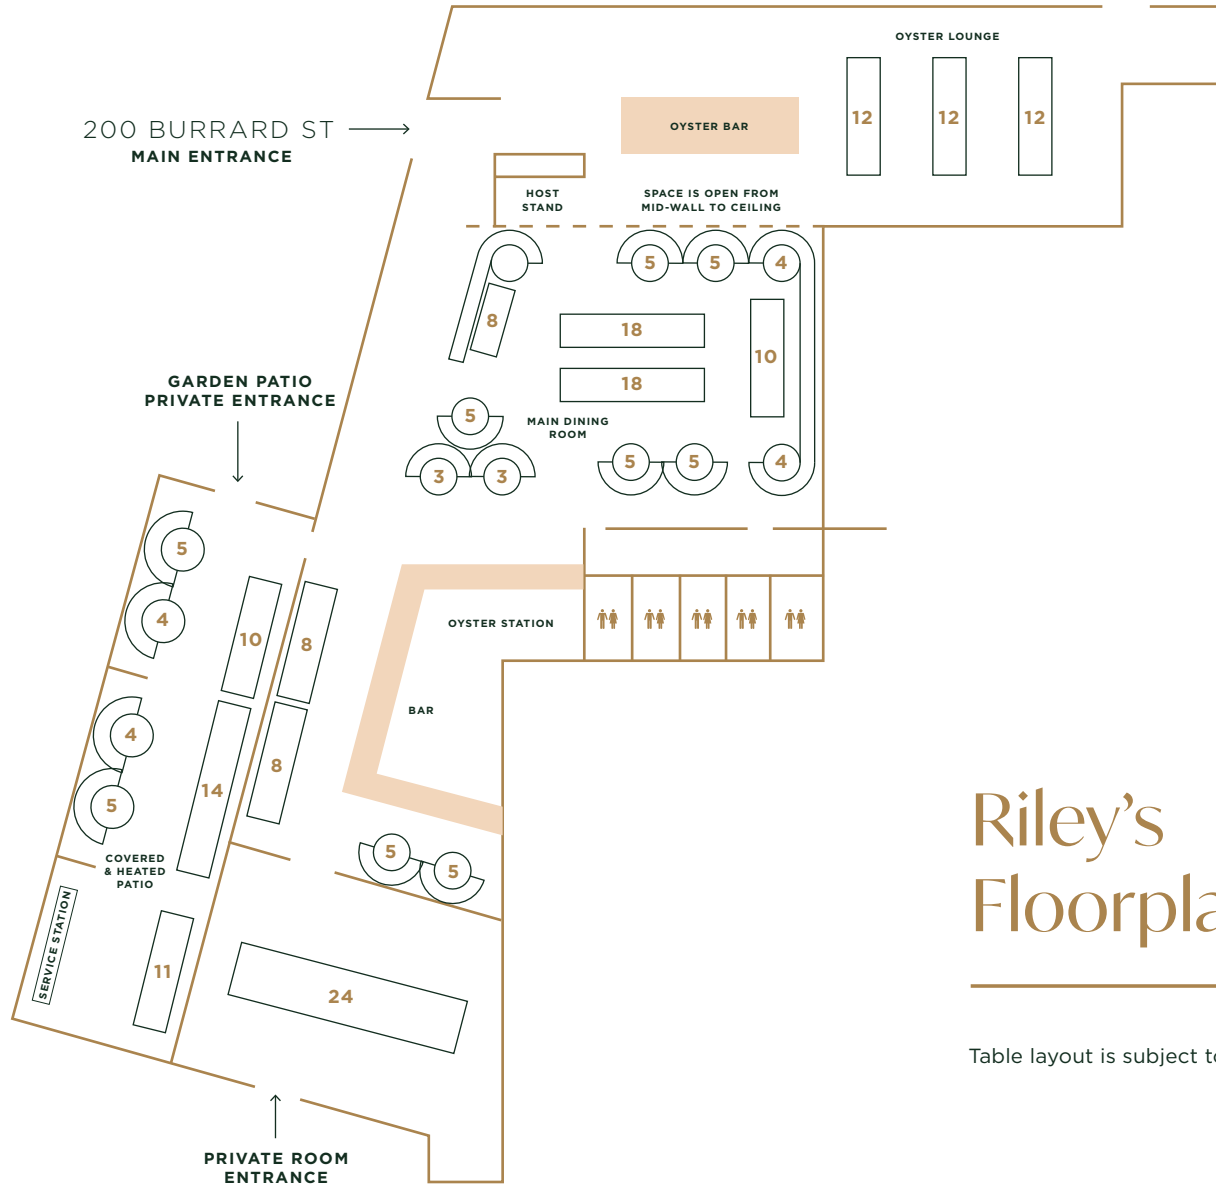 OYSTER LOUNGE
12
12
12
OYSTER BAR
200 BURRARD ST
MAIN ENTRANCE
HOST
STAND
SPACE IS OPEN FROM
MID-WALL TO CEILING
5
5
4
8
18
10
18
GARDEN PATIO
PRIVATE ENTRANCE
5
MAIN DINING
ROOM
3
3
5
5
4
5
4
10
8
OYSTER STATION
BAR
4
5
14
8
5
5
COVERED
& HEATED
PATIO
SERVICE STATION
11
24
PRIVATE ROOM
ENTRANCE
Riley’s
Floorpla
Table layout is subject to